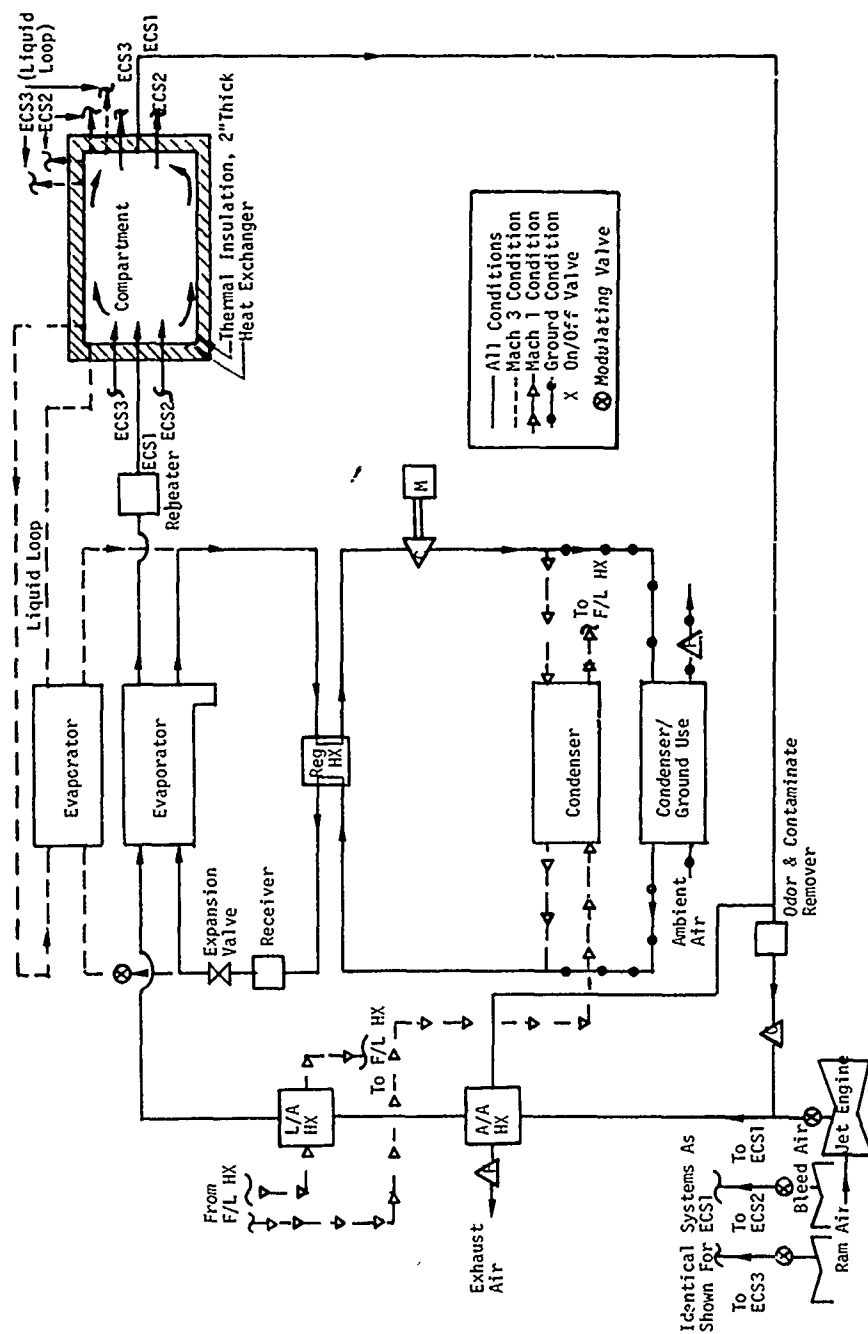 ECS3 (Liquid
Loop)
ECS2
ECS3
ECS1
ECS2
Thermal Insulation, 2"Thick
Heat Exchanger
Compartment
ECS3
ECS1
ECS2
Reheater
Liquid Loop
Evaporator
Evaporator
Expansion
Valve
Receiver
Reg
HX
M
C
To
F/L HX
Condenser
Condenser/
Ground Use
Ambient
Air
F
Odor & Contaminate
Remover
C
All Conditions
Mach 3 Condition
Mach 1 Condition
Ground Condition
X On/Off Valve
Modulating Valve
L/A
HX
To F/L HX
From
F/L HX
A/A
HX
Exhaust
Air
Identical Systems As
Shown For ECS1
To
ECS3
To
ECS2
To
ECS1
Bleed Air
Ram Air
Jet Engine